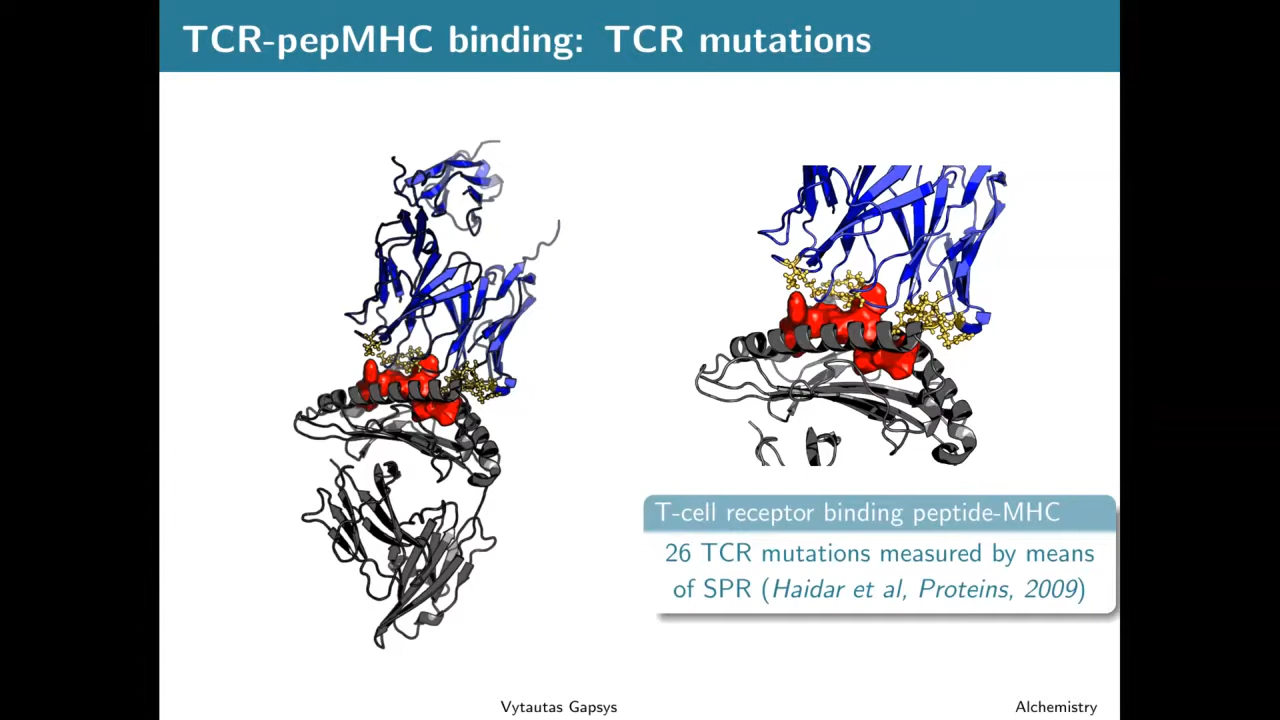 TCR-pepMHC binding: TCR mutations
T-cell receptor binding peptide-MHC
26 TCR mutations measured by means
of SPR (Haidar et al, Proteins, 2009)
Vytautas Gapsys
Alchemistry